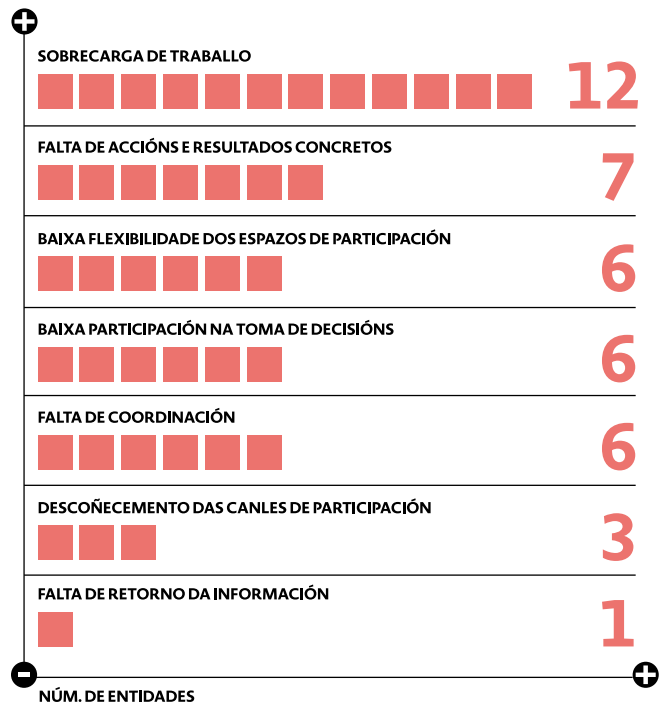 SOBRECARGA DE TRABALLO
12
FALTA DE ACCIÓNS E RESULTADOS CONCRETOS
7
BAIXA FLEXIBILIDADE DOS ESPAZOS DE PARTICIPACIÓN
6
BAIXA PARTICIPACIÓN NA TOMA DE DECISIÓNS
6
FALTA DE COORDINACIÓN
6
DESCOÑECEMENTO DAS CANLES DE PARTICIPACIÓN
3
FALTA DE RETORNO DA INFORMACIÓN
1
NÚM. DE ENTIDADES